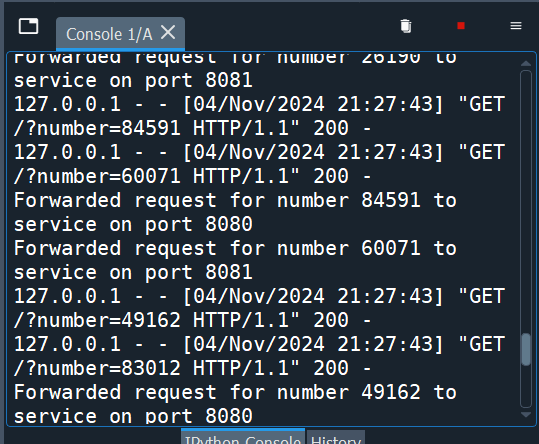 Console 1/A
Forwarded request for number 26190 to
service on port 8081
127.0.0.1 - - [04/Nov/2024 21:27:43] "GET
/?number=84591 HTTP/1.1" 200 -
127.0.0.1 - - [04/Nov/2024 21:27:43] "GET
/?number=60071 HTTP/1.1" 200 -
Forwarded request for number 84591 to
service on port 8080
Forwarded request for number 60071 to
service on port 8081
127.0.0.1 - - [04/Nov/2024 21:27:43] "GET
/?number=49162 HTTP/1.1" 200 -
127.0.0.1 - - [04/Nov/2024 21:27:43] "GET
/?number=83012 HTTP/1.1" 200 -
Forwarded request for number 49162 to
service on port 8080
IPython Console History